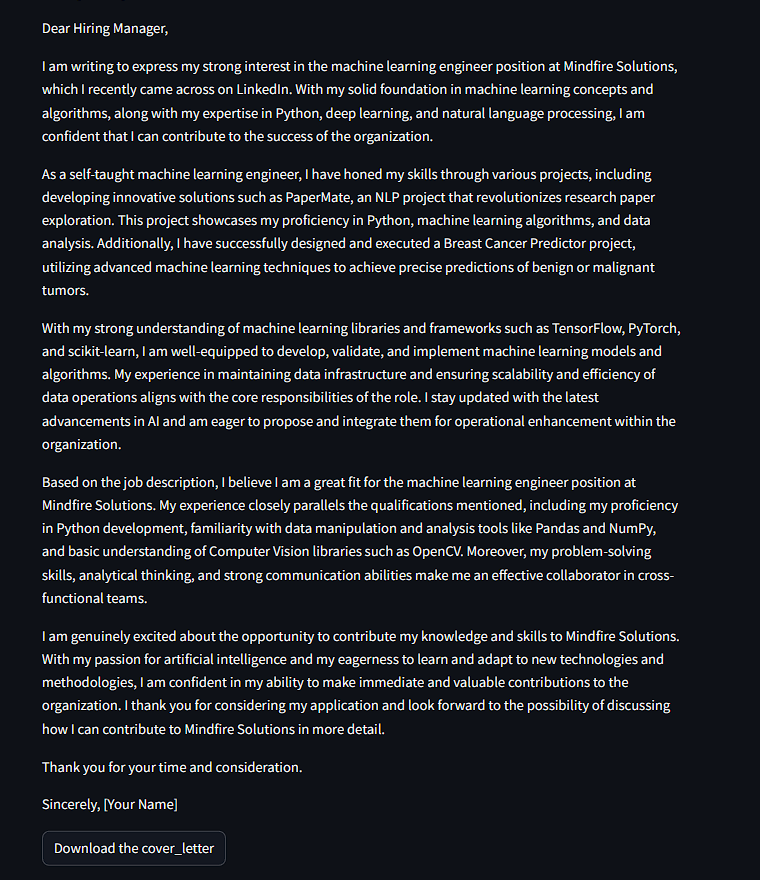 Dear Hiring Manager,
I am writing to express my strong interest in the machine learning engineer position at Mindfire Solutions,
which I recently came across on LinkedIn. With my solid foundation in machine learning concepts and
algorithms, along with my expertise in Python, deep learning, and natural language processing, I am
confident that I can contribute to the success of the organization.
As a self-taught machine learning engineer, I have honed my skills through various projects, including
developing innovative solutions such as PaperMate, an NLP project that revolutionizes research paper
exploration. This project showcases my proficiency in Python, machine learning algorithms, and data
analysis. Additionally, I have successfully designed and executed a Breast Cancer Predictor project,
utilizing advanced machine learning techniques to achieve precise predictions of benign or malignant
tumors.
With my strong understanding of machine learning libraries and frameworks such as TensorFlow, PyTorch,
and scikit-learn, I am well-equipped to develop, validate, and implement machine learning models and
algorithms. My experience in maintaining data infrastructure and ensuring scalability and efficiency of
data operations aligns with the core responsibilities of the role. I stay updated with the latest
advancements in AI and am eager to propose and integrate them for operational enhancement within the
organization.
Based on the job description, I believe I am a great fit for the machine learning engineer position at
Mindfire Solutions. My experience closely parallels the qualifications mentioned, including my proficiency
in Python development, familiarity with data manipulation and analysis tools like Pandas and NumPy,
and basic understanding of Computer Vision libraries such as OpenCV. Moreover, my problem-solving
skills, analytical thinking, and strong communication abilities make me an effective collaborator in cross-
functional teams.
I am genuinely excited about the opportunity to contribute my knowledge and skills to Mindfire Solutions.
With my passion for artificial intelligence and my eagerness to learn and adapt to new technologies and
methodologies, I am confident in my ability to make immediate and valuable contributions to the
organization. I thank you for considering my application and look forward to the possibility of discussing
how I can contribute to Mindfire Solutions in more detail.
Thank you for your time and consideration.
Sincerely, [Your Name]
Download the cover_letter